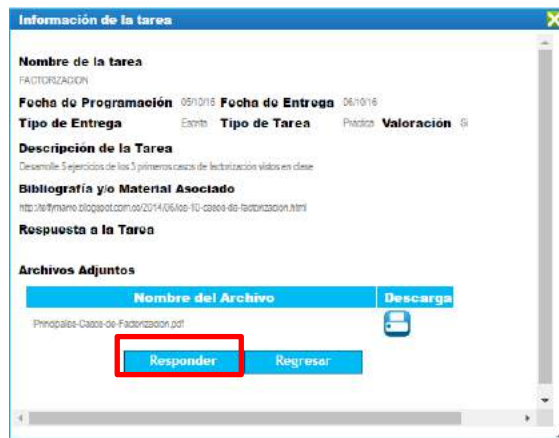 Información de la tarea
Nombre de la tarea
FACTORIZACION
Fecha de Programación 05/10/16 Fecha de Entrega 06/10/16
Tipo de Entrega Escrita Tipo de Tarea Practica Valoración Si
Descripción de la Tarea
Desarrolle 5 ejercicios de los 3 primeros casos de factorización vistos en clase
Bibliografía y/o Material Asociado
Respuesta a la Tarea
Archivos Adjuntos
Nombre del Archivo Descarga
Principales-Casos-de-Factorizacion.pdf
Responder Regresar